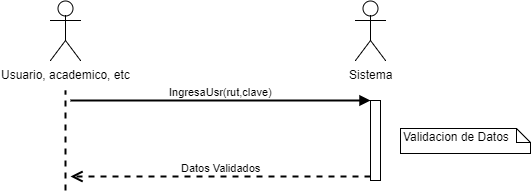 Usuario, academico, etc
Sistema
IngresaUsr(rut,clave)
Validacion de Datos
Datos Validados